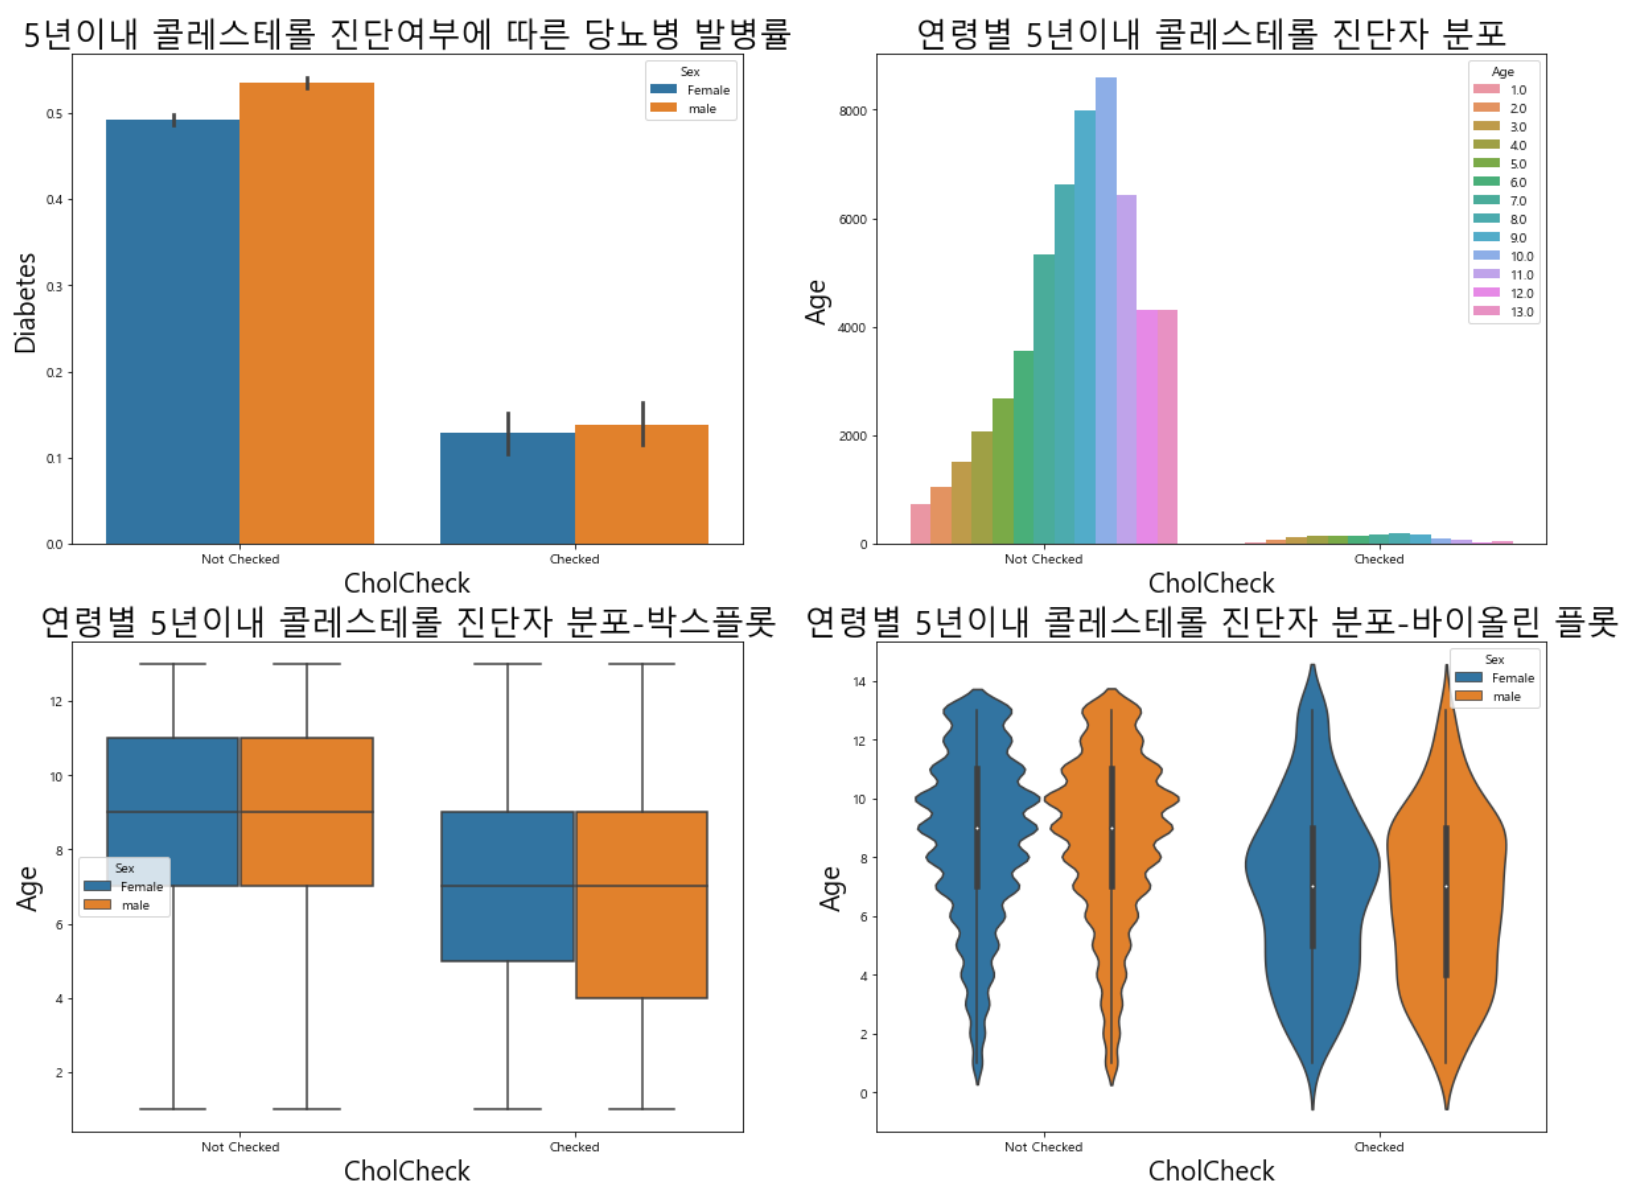 5년이내 콜레스테롤 진단여부에 따른 당뇨병 발병률
Diabetes
0.5
0.4
0.3
0.2
0.1
0.0
Sex
Female
male
Not Checked
Checked
CholCheck
연령별 5년이내 콜레스테롤 진단자 분포
Age
8000
6000
4000
2000
0
Age
1.0
2.0
3.0
4.0
5.0
6.0
7.0
8.0
9.0
10.0
11.0
12.0
13.0
Not Checked
Checked
CholCheck
연령별 5년이내 콜레스테롤 진단자 분포-박스플롯
Age
12
10
8
6
4
2
Sex
Female
male
Not Checked
Checked
CholCheck
연령별 5년이내 콜레스테롤 진단자 분포-바이올린 플롯
Age
14
12
10
8
6
4
2
0
Sex
Female
male
Not Checked
Checked
CholCheck